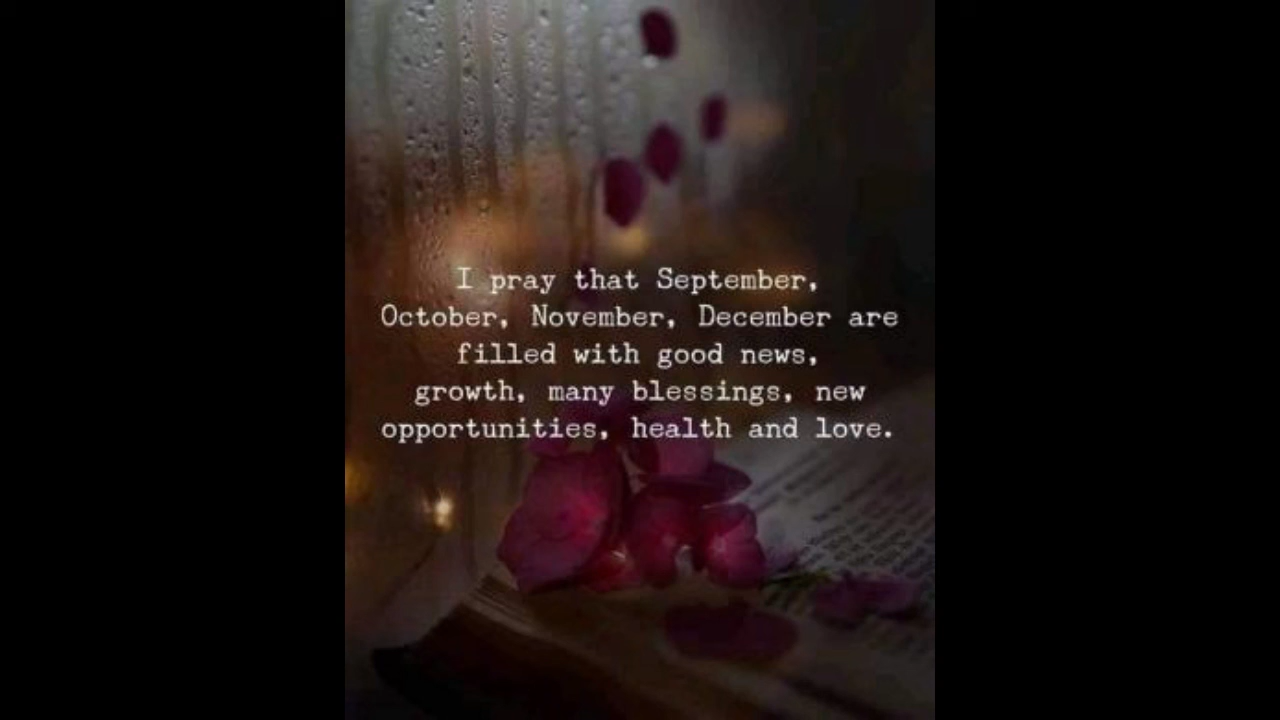 I pray that September,
October, November, December are
filled with good news,
growth, many blessings, new
opportunities, health and love.